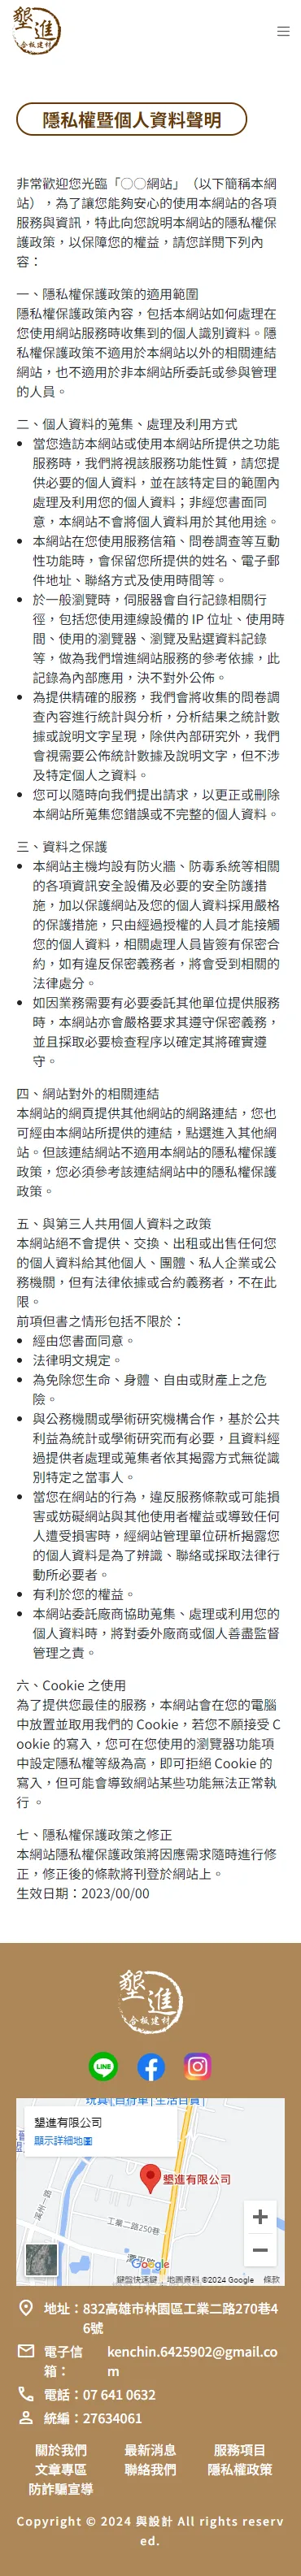 墾進
合板建材
隱私權暨個人資料聲明
非常歡迎您光臨「〇〇網站」（以下簡稱本網
站），為了讓您能夠安心的使用本網站的各項
服務與資訊，特此向您說明本網站的隱私權保
護政策，以保障您的權益，請您詳閱下列內
容：
一、隱私權保護政策的適用範圍
隱私權保護政策內容，包括本網站如何處理在
您使用網站服務時收集到的個人識別資料。隱
私權保護政策不適用於本網站以外的相關連結
網站，也不適用於非本網站所委託或參與管理
的人員。
二、個人資料的蒐集、處理及利用方式
• 當您造訪本網站或使用本網站所提供之功能
服務時，我們將視該服務功能性質，請您提
供必要的個人資料，並在該特定目的範圍內
處理及利用您的個人資料；非經您書面同
意，本網站不會將個人資料用於其他用途。
• 本網站在您使用服務信箱、問卷調查等互動
性功能時，會保留您所提供的姓名、電子郵
件地址、聯絡方式及使用時間等。
• 於一般瀏覽時，伺服器會自行記錄相關行
徑，包括您使用連線設備的 IP 位址、使用時
間、使用的瀏覽器、瀏覽及點選資料記錄
等，做為我們增進網站服務的參考依據，此
記錄為內部應用，決不對外公佈。
• 為提供精確的服務，我們會將收集的問卷調
查內容進行統計與分析，分析結果之統計數
據或說明文字呈現，除供內部研究外，我們
會視需要公佈統計數據及說明文字，但不涉
及特定個人之資料。
• 您可以隨時向我們提出請求，以更正或刪除
本網站所蒐集您錯誤或不完整的個人資料。
三、資料之保護
• 本網站主機均設有防火牆、防毒系統等相關
的各項資訊安全設備及必要的安全防護措
施，加以保護網站及您的個人資料採用嚴格
的保護措施，只由經過授權的人員才能接觸
您的個人資料，相關處理人員皆簽有保密合
約，如有違反保密義務者，將會受到相關的
法律處分。
• 如因業務需要有必要委託其他單位提供服務
時，本網站亦會嚴格要求其遵守保密義務，
並且採取必要檢查程序以確定其將確實遵
守。
四、網站對外的相關連結
本網站的網頁提供其他網站的網路連結，您也
可經由本網站所提供的連結，點選進入其他網
站。但該連結網站不適用本網站的隱私權保護
政策，您必須參考該連結網站中的隱私權保護
政策。
五、與第三人共用個人資料之政策
本網站絕不會提供、交換、出租或出售任何您
的個人資料給其他個人、團體、私人企業或公
務機關，但有法律依據或合約義務者，不在此
限。
前項但書之情形包括不限於：
• 經由您書面同意。
• 法律明文規定。
• 為免除您生命、身體、自由或財產上之危
險。
• 與公務機關或學術研究機構合作，基於公共
利益為統計或學術研究而有必要，且資料經
過提供者處理或蒐集者依其揭露方式無從識
別特定之當事人。
• 當您在網站的行為，違反服務條款或可能損
害或妨礙網站與其他使用者權益或導致任何
人遭受損害時，經網站管理單位研析揭露您
的個人資料是為了辨識、聯絡或採取法律行
動所必要者。
• 有利於您的權益。
• 本網站委託廠商協助蒐集、處理或利用您的
個人資料時，將對委外廠商或個人善盡監督
管理之責。
六、Cookie 之使用
為了提供您最佳的服務，本網站會在您的電腦
中放置並取用我們的 Cookie，若您不願接受 C
ookie 的寫入，您可在您使用的瀏覽器功能項
中設定隱私權等級為高，即可拒絕 Cookie 的
寫入，但可能會導致網站某些功能無法正常執
行 。
七、隱私權保護政策之修正
本網站隱私權保護政策將因應需求隨時進行修
正，修正後的條款將刊登於網站上。
生效日期：2023/00/00
墾進
合板建材
LINE
墾進有限公司
顯示詳細地圖
墾進有限公司
工業二路250巷
Google
鍵盤快速鍵 地圖資料 ©2024 Google 條款
地址：832高雄市林園區工業二路270巷4
6號
電子信 kenchin.6425902@gmail.co
箱： m
電話：07 641 0632
統編：27634061
關於我們 最新消息 服務項目
文章專區 聯絡我們 隱私權政策
防詐騙宣導
Copyright © 2024 與設計 All rights reserv
ed.